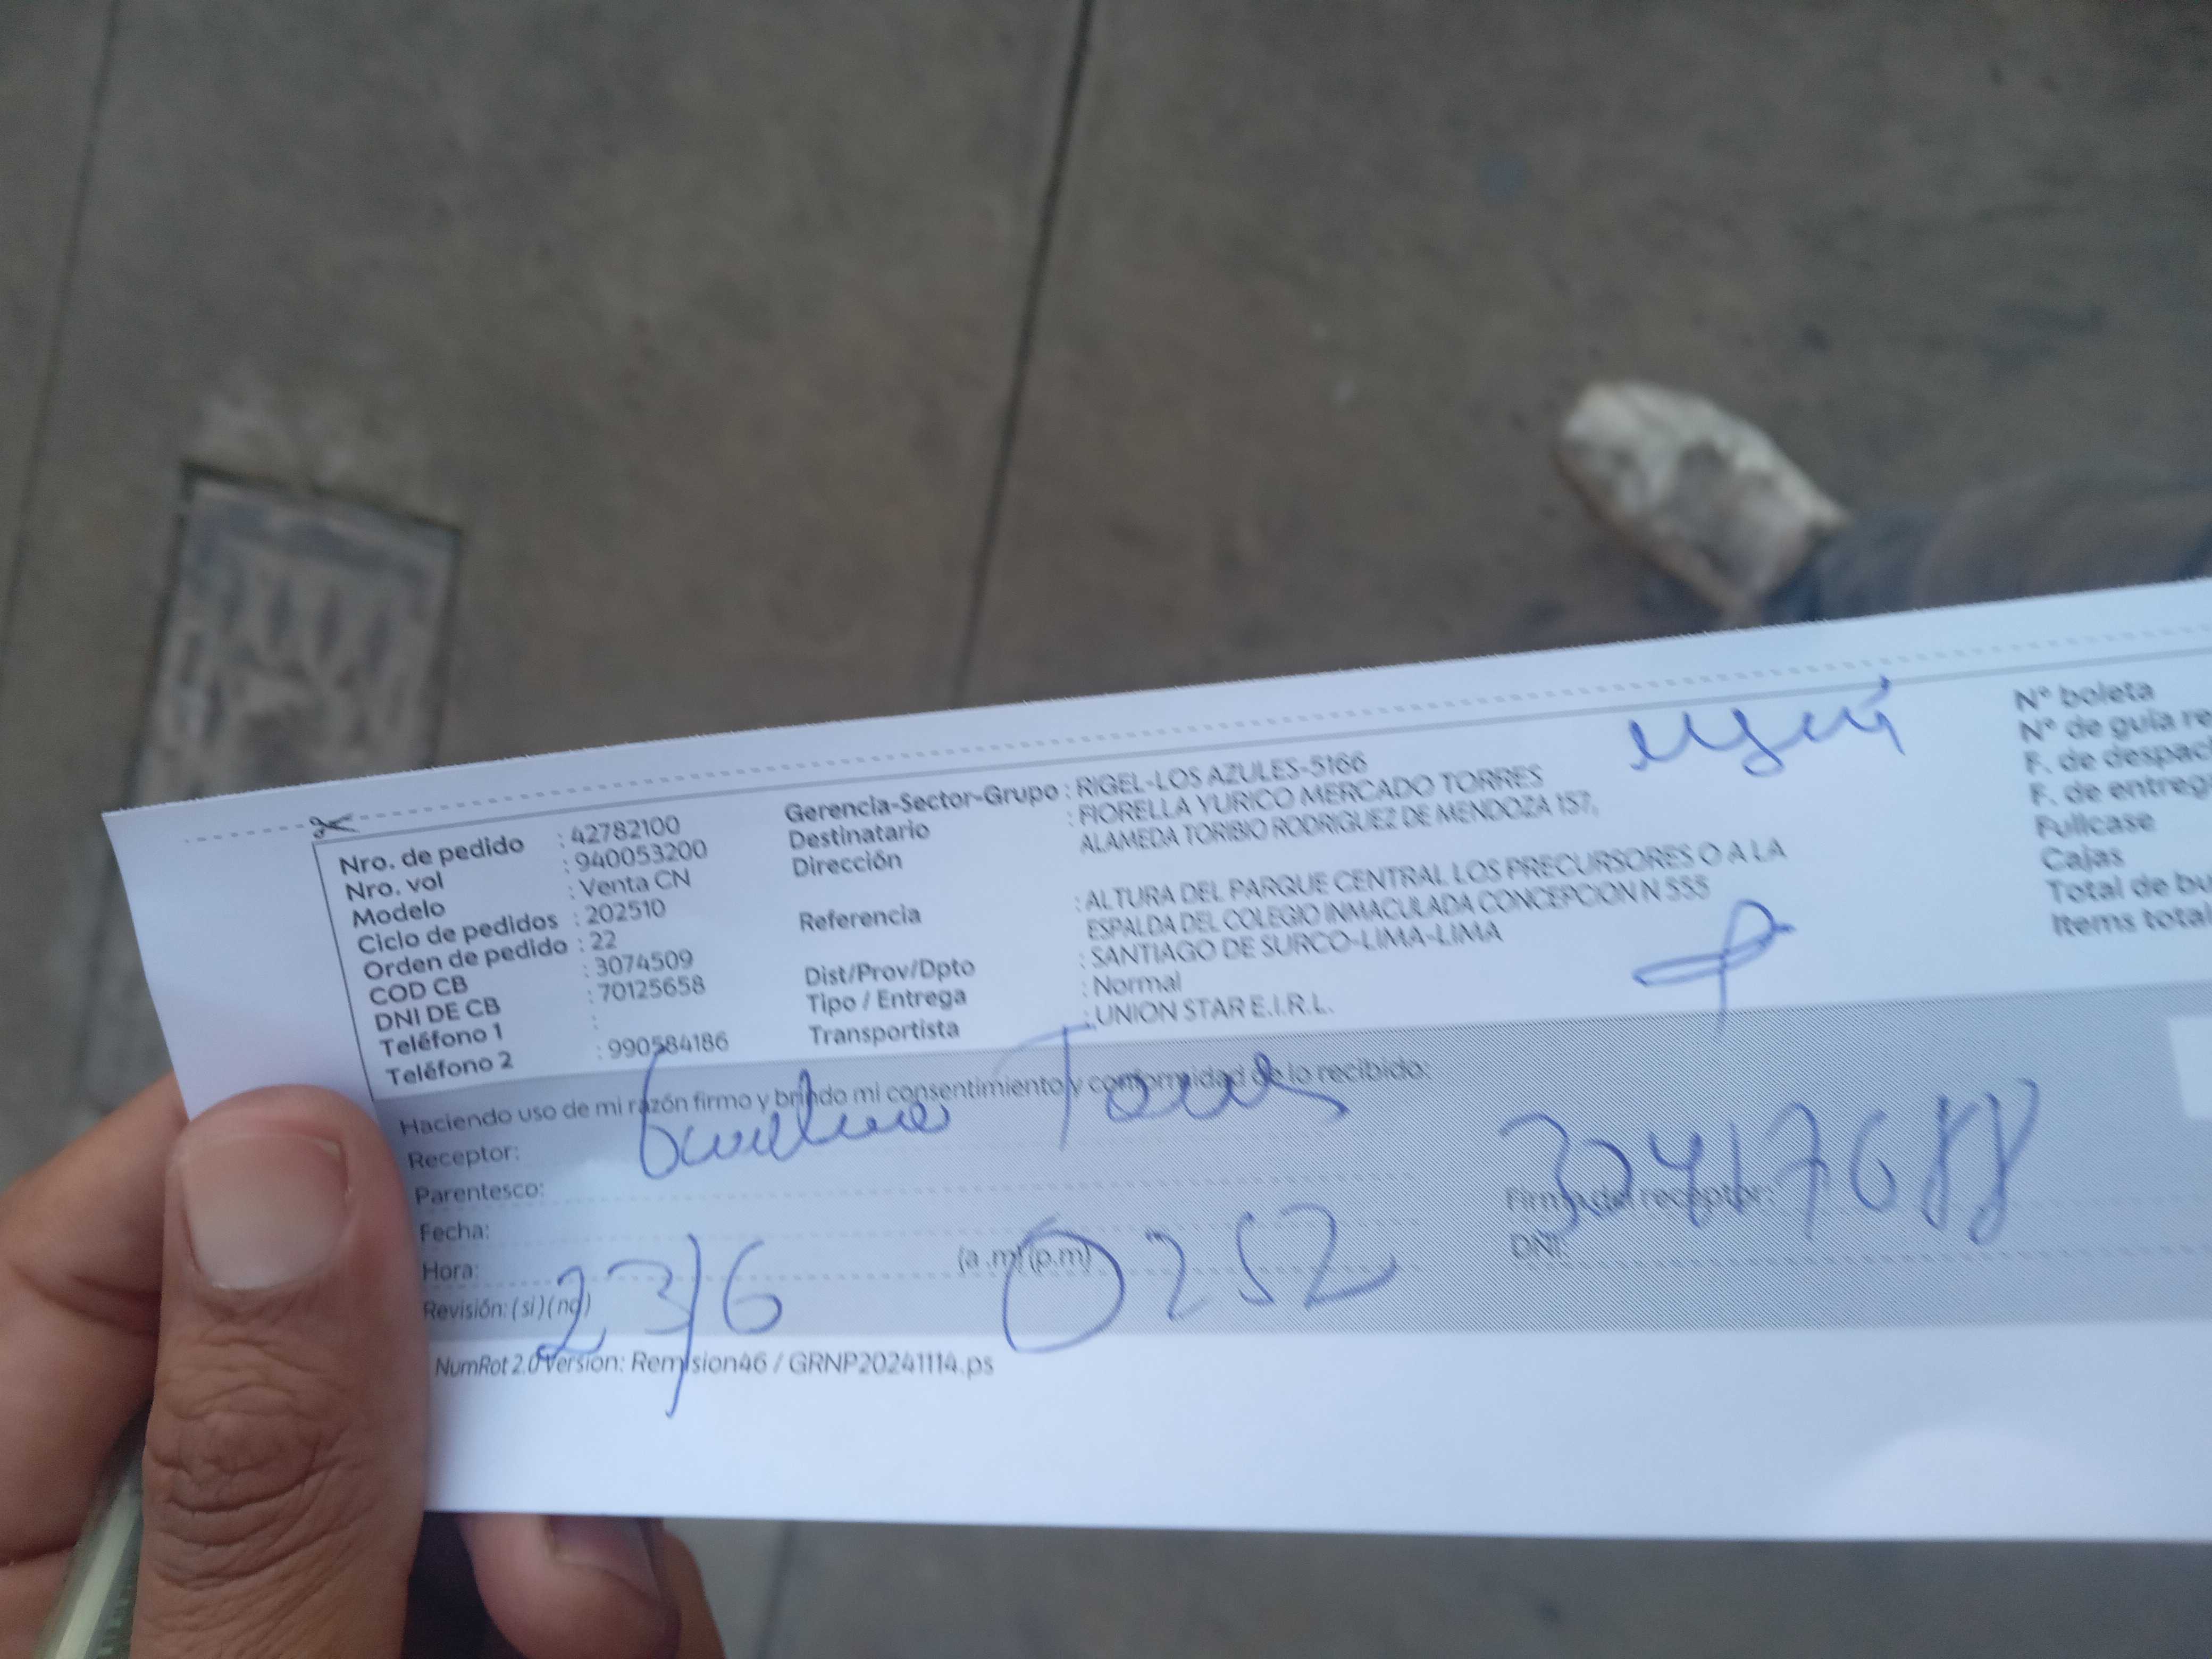 Nro. de pedido : 42782100
Nro. vol : 940053200
Modelo : Venta CN
Ciclo de pedidos : 202510
Orden de pedido : 22
COD CB : 3074509
DNI DE CB : 70125658
Teléfono 1 :
Teléfono 2 : 990584186
Gerencia-Sector-Grupo : RIGEL-LOS AZULES-5166
Destinatario : FIORELLA YURICO MERCADO TORRES
Dirección ALAMEDA TORIBIO RODRIGUEZ DE MENDOZA 157,
Referencia : ALTURA DEL PARQUE CENTRAL LOS PRECURSORES O A LA
ESPALDA DEL COLEGIO INMACULADA CONCEPCION N 555
Dist/Prov/Dpto : SANTIAGO DE SURCO-LIMA-LIMA
Tipo / Entrega : Normal
Transportista : UNION STAR E.I.R.L.
N° boleta
N° de guía re
F. de despac
F. de entreg
Fullcase
Cajas
Total de bu
Items total
Haciendo uso de mi razón firmo y brindo mi consentimiento y conformidad de lo recibido:
Receptor:
Parentesco:
Fecha:
Hora: (a .m) (p.m)
Revisión: ( si ) ( no )
23/6
0252
Firma del receptor:
DNI:
NumRot 2.0 Version: Remision46 / GRNP20241114.ps